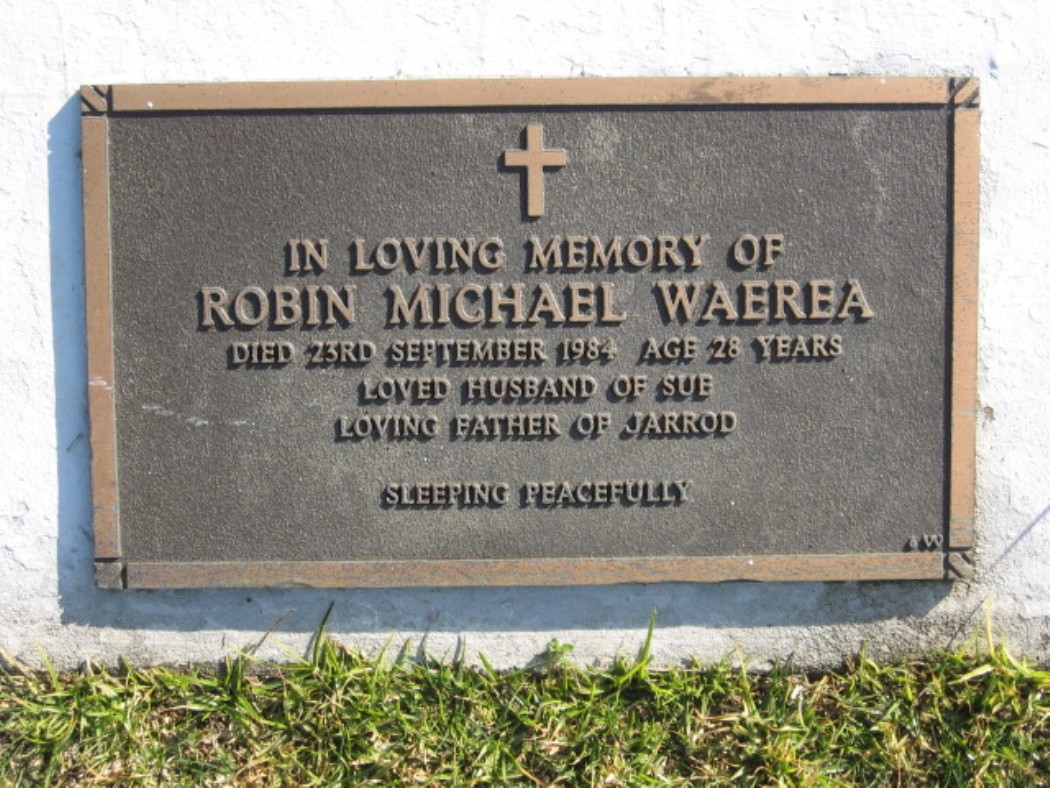 IN LOVING MEMORY OF
ROBIN MICHAEL WAEREA
DIED 23RD SEPTEMBER 1984 AGE 28 YEARS
LOVED HUSBAND OF SUE
LOVING FATHER OF JARROD
SLEEPING PEACEFULLY